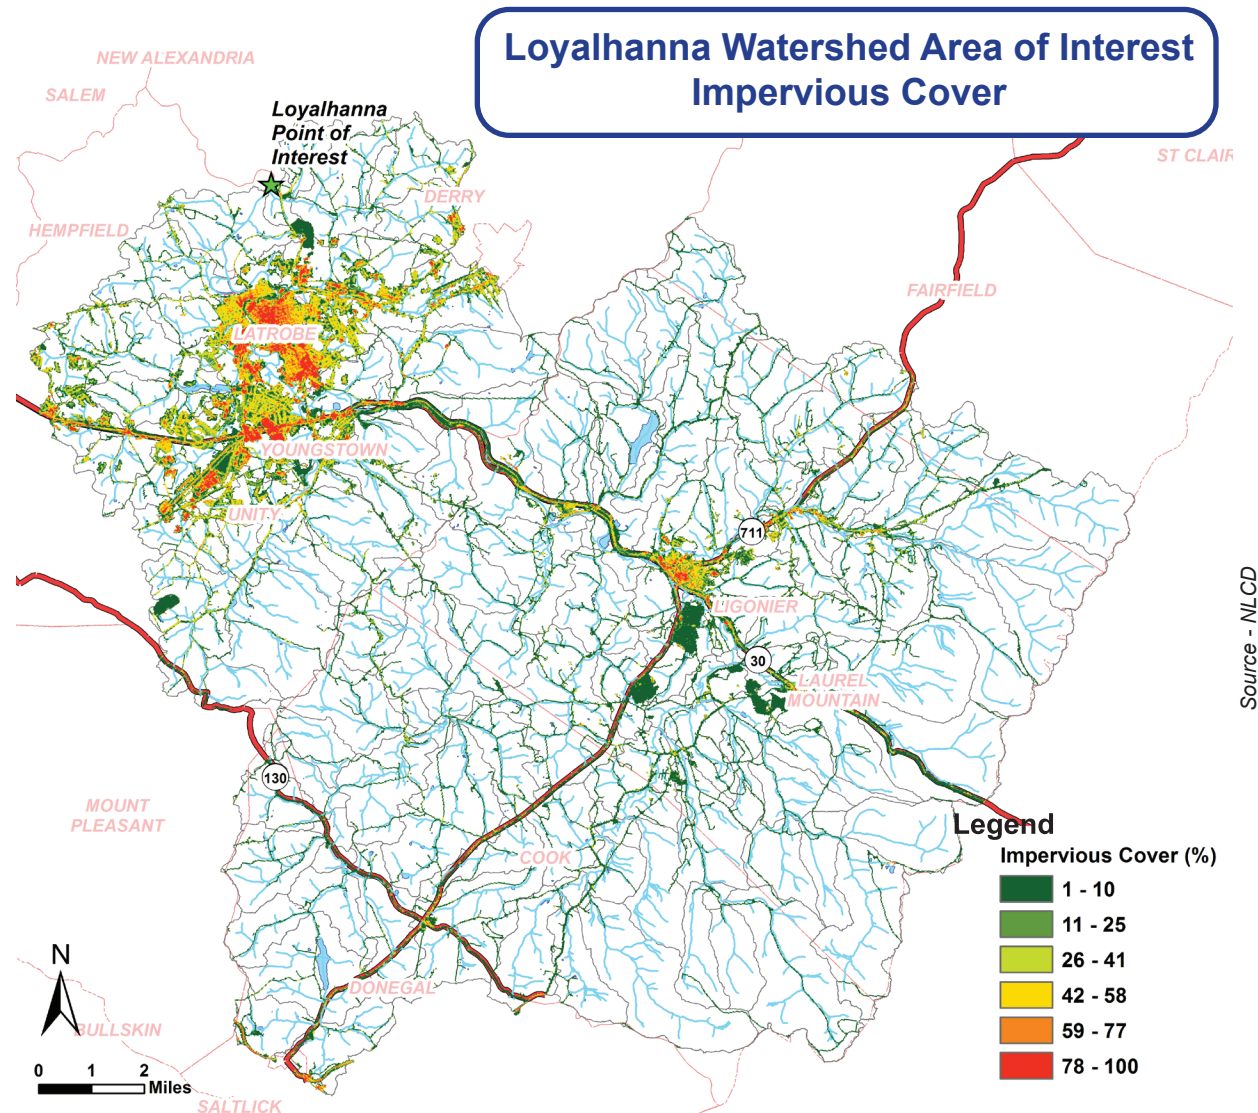 Loyalhanna Watershed Area of Interest
Impervious Cover
NEW ALEXANDRIA
SALEM
Loyalhanna
Point of
Interest
ST CLAIR
DERRY
HEMPFIELD
FAIRFIELD
LATROBE
YOUNGSTOWN
UNITY
711
LIGONIER
30
LAUREL
MOUNTAIN
130
MOUNT
PLEASANT
COOK
DONEGAL
BULLSKIN
SALTLICK
N
0 1 2
Miles
Legend
Impervious Cover (%)
1 - 10
11 - 25
26 - 41
42 - 58
59 - 77
78 - 100
Source - NLCD